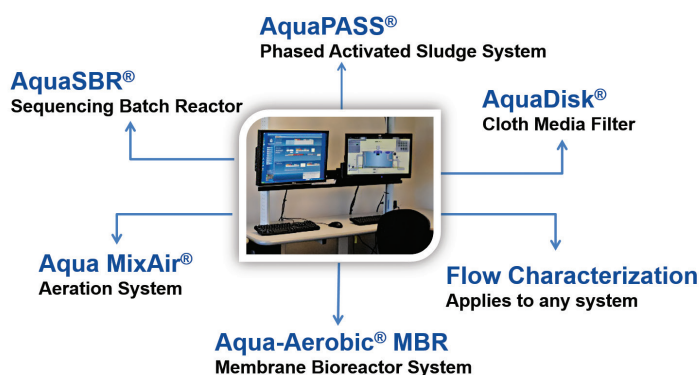 AquaPASS®
Phased Activated Sludge System
AquaSBR®
Sequencing Batch Reactor
AquaDisk®
Cloth Media Filter
Aqua MixAir®
Aeration System
Flow Characterization
Applies to any system
Aqua-Aerobic® MBR
Membrane Bioreactor System